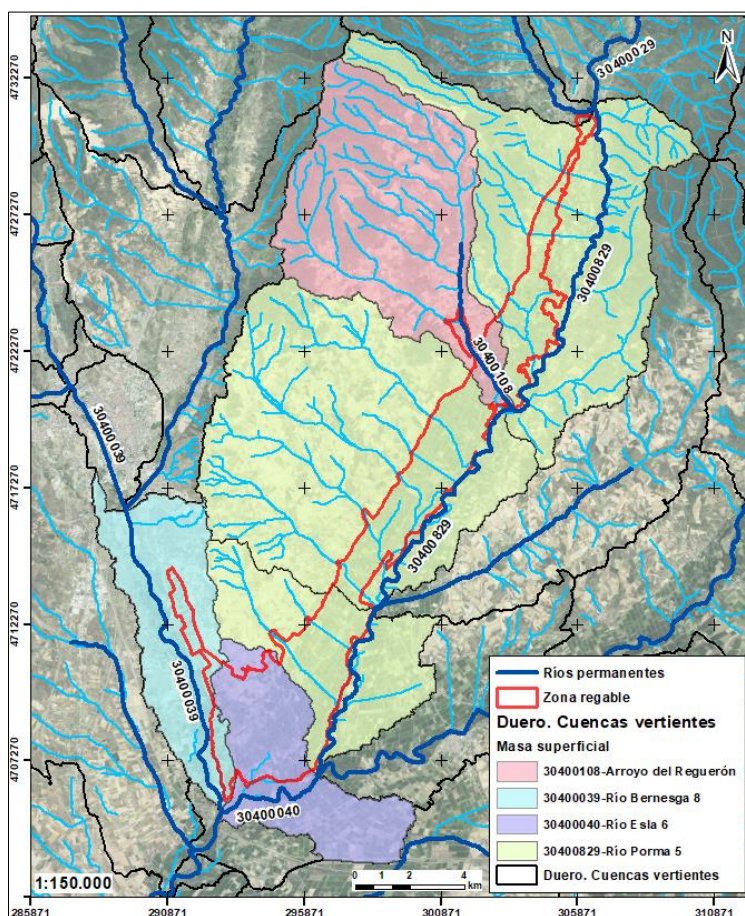 N
30400029
4732270
4727270
30400829
4722270
30400108
30400039
4717270
30400829
4712270
30400039
4707270
30400040
Ríos permanentes
Zona regable
Duero. Cuencas vertientes
Masa superficial
30400108-Arroyo del Reguerón
30400039-Río Bernesga 8
30400040-Río Esla 6
30400829-Río Porma 5
Duero. Cuencas vertientes
1:150.000
0 1 2 4
km
285871 290871 295871 300871 305871 310871